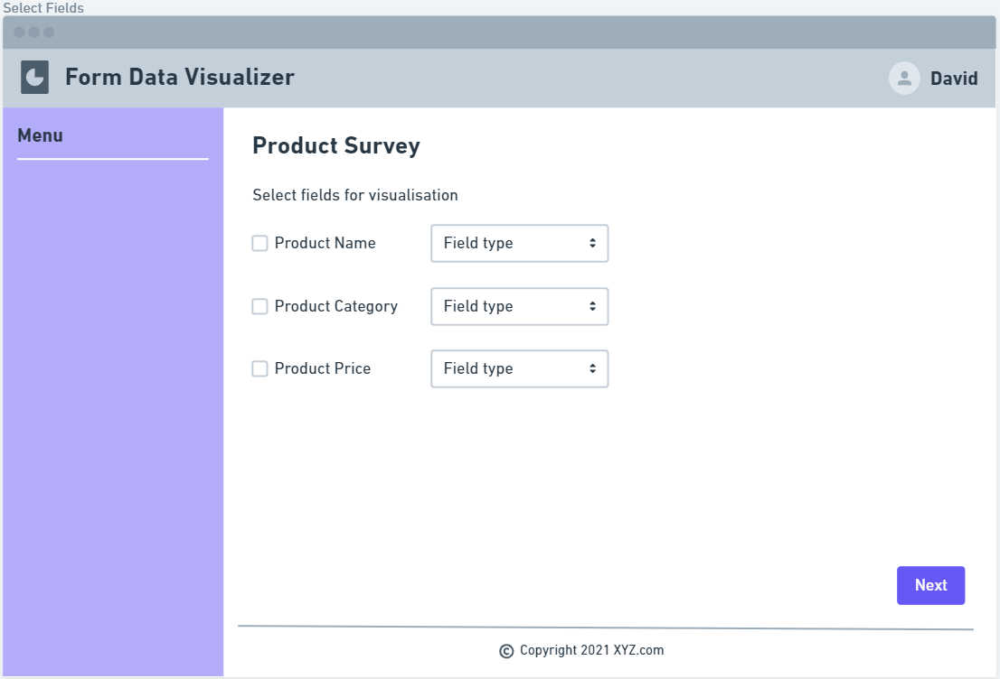 Select Fields
Form Data Visualizer
David
Menu
Product Survey
Select fields for visualisation
Product Name Field type
Product Category Field type
Product Price Field type
Next
© Copyright 2021 XYZ.com